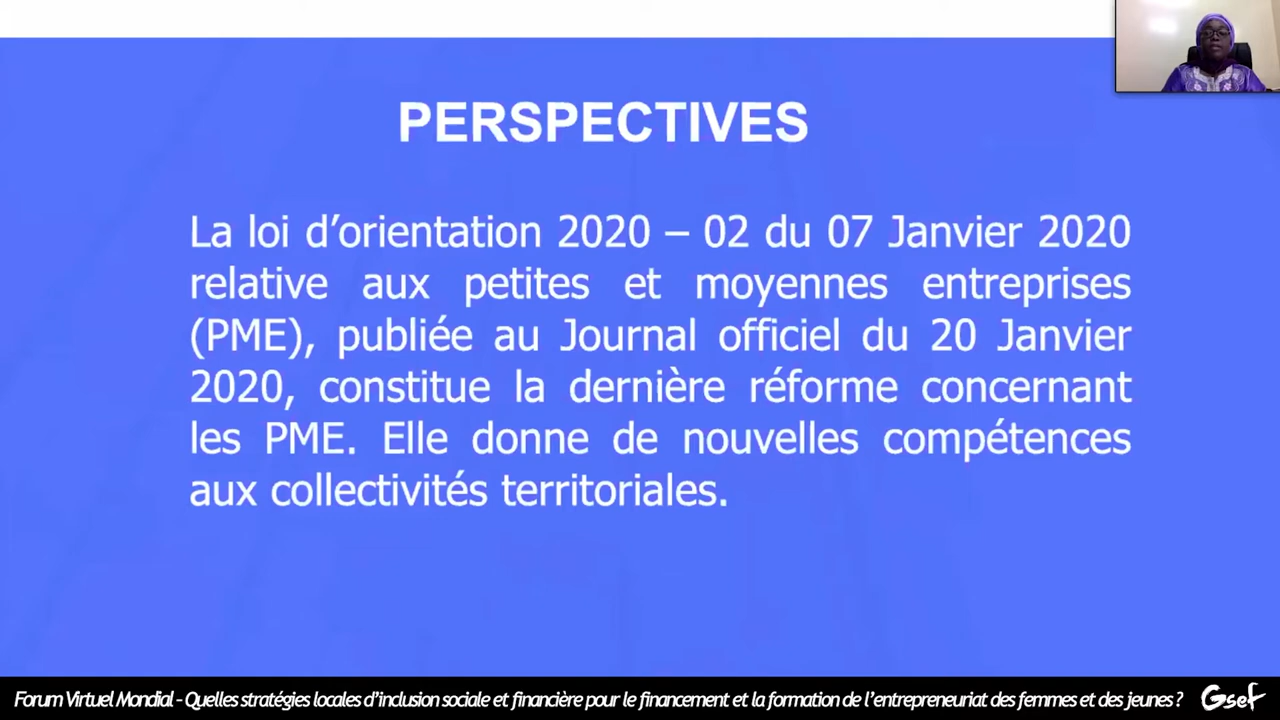 PERSPECTIVES
La loi d’orientation 2020 – 02 du 07 Janvier 2020
relative aux petites et moyennes entreprises
(PME), publiée au Journal officiel du 20 Janvier
2020, constitue la dernière réforme concernant
les PME. Elle donne de nouvelles compétences
aux collectivités territoriales.
Forum Virtuel Mondial - Quelles stratégies locales d’inclusion sociale et financière pour le financement et la formation de l’entrepreneuriat des femmes et des jeunes ?
Gsef